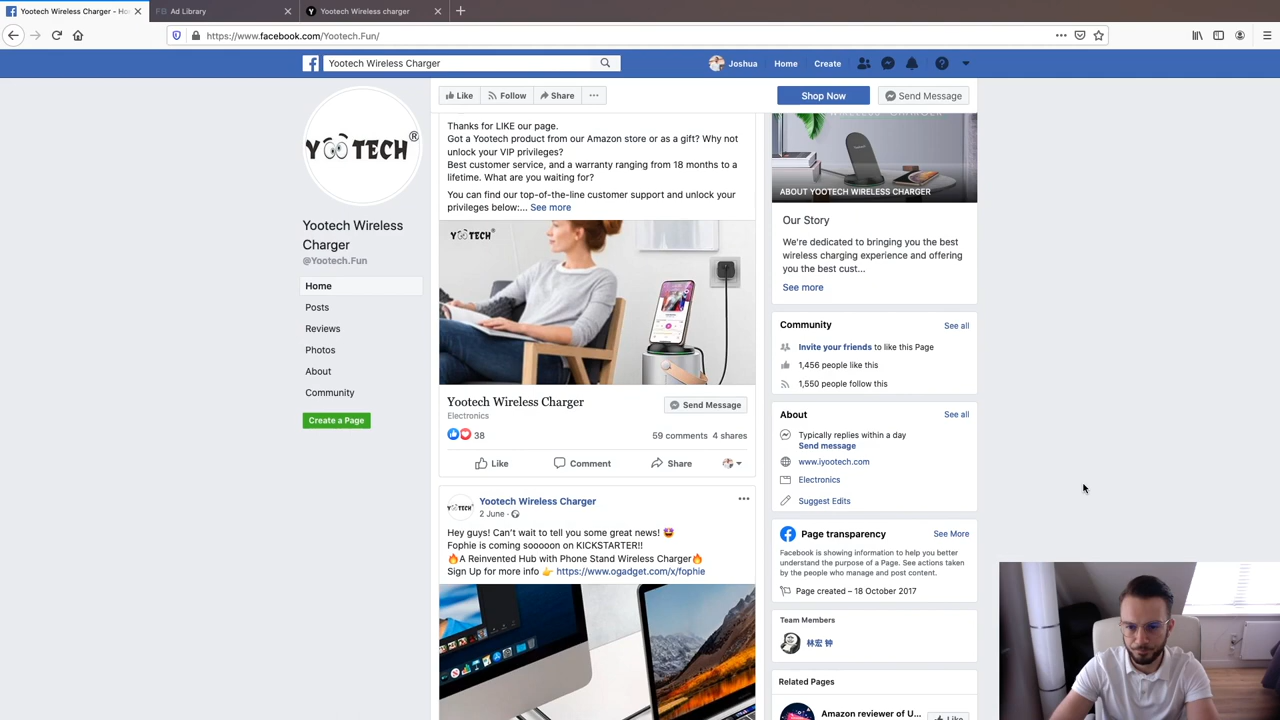 Yootech Wireless Charger - Ho
Ad Library
Yootech Wireless charger
https://www.facebook.com/Yootech.Fun/
Yootech Wireless Charger
Joshua
Home
Create
YOOTECH®
Yootech Wireless
Charger
@Yootech.Fun
Home
Posts
Reviews
Photos
About
Community
Create a Page
Like
Follow
Share
Shop Now
Send Message
Thanks for LIKE our page.
Got a Yootech product from our Amazon store or as a gift? Why not
unlock your VIP privileges?
Best customer service, and a warranty ranging from 18 months to a
lifetime. What are you waiting for?
You can find our top-of-the-line customer support and unlock your
privileges below:... See more
YOOTECH®
Yootech Wireless Charger
Electronics
Send Message
38
59 comments 4 shares
Like
Comment
Share
Yootech Wireless Charger
2 June ·
Hey guys! Can't wait to tell you some great news! 🤩
Fophie is coming sooooon on KICKSTARTER!!
🔥A Reinvented Hub with Phone Stand Wireless Charger🔥
Sign Up for more info 👉 https://www.ogadget.com/x/fophie
WIRELESS CHARGER
ABOUT YOOTECH WIRELESS CHARGER
Our Story
We're dedicated to bringing you the best
wireless charging experience and offering
you the best cust...
See more
Community
See all
Invite your friends to like this Page
1,456 people like this
1,550 people follow this
About
See all
Typically replies within a day
Send message
www.iyootech.com
Electronics
Suggest Edits
Page transparency
See More
Facebook is showing information to help you better
understand the purpose of a Page. See actions taken
by the people who manage and post content.
Page created – 18 October 2017
Team Members
林宏 钟
Related Pages
Amazon reviewer of U...
Like